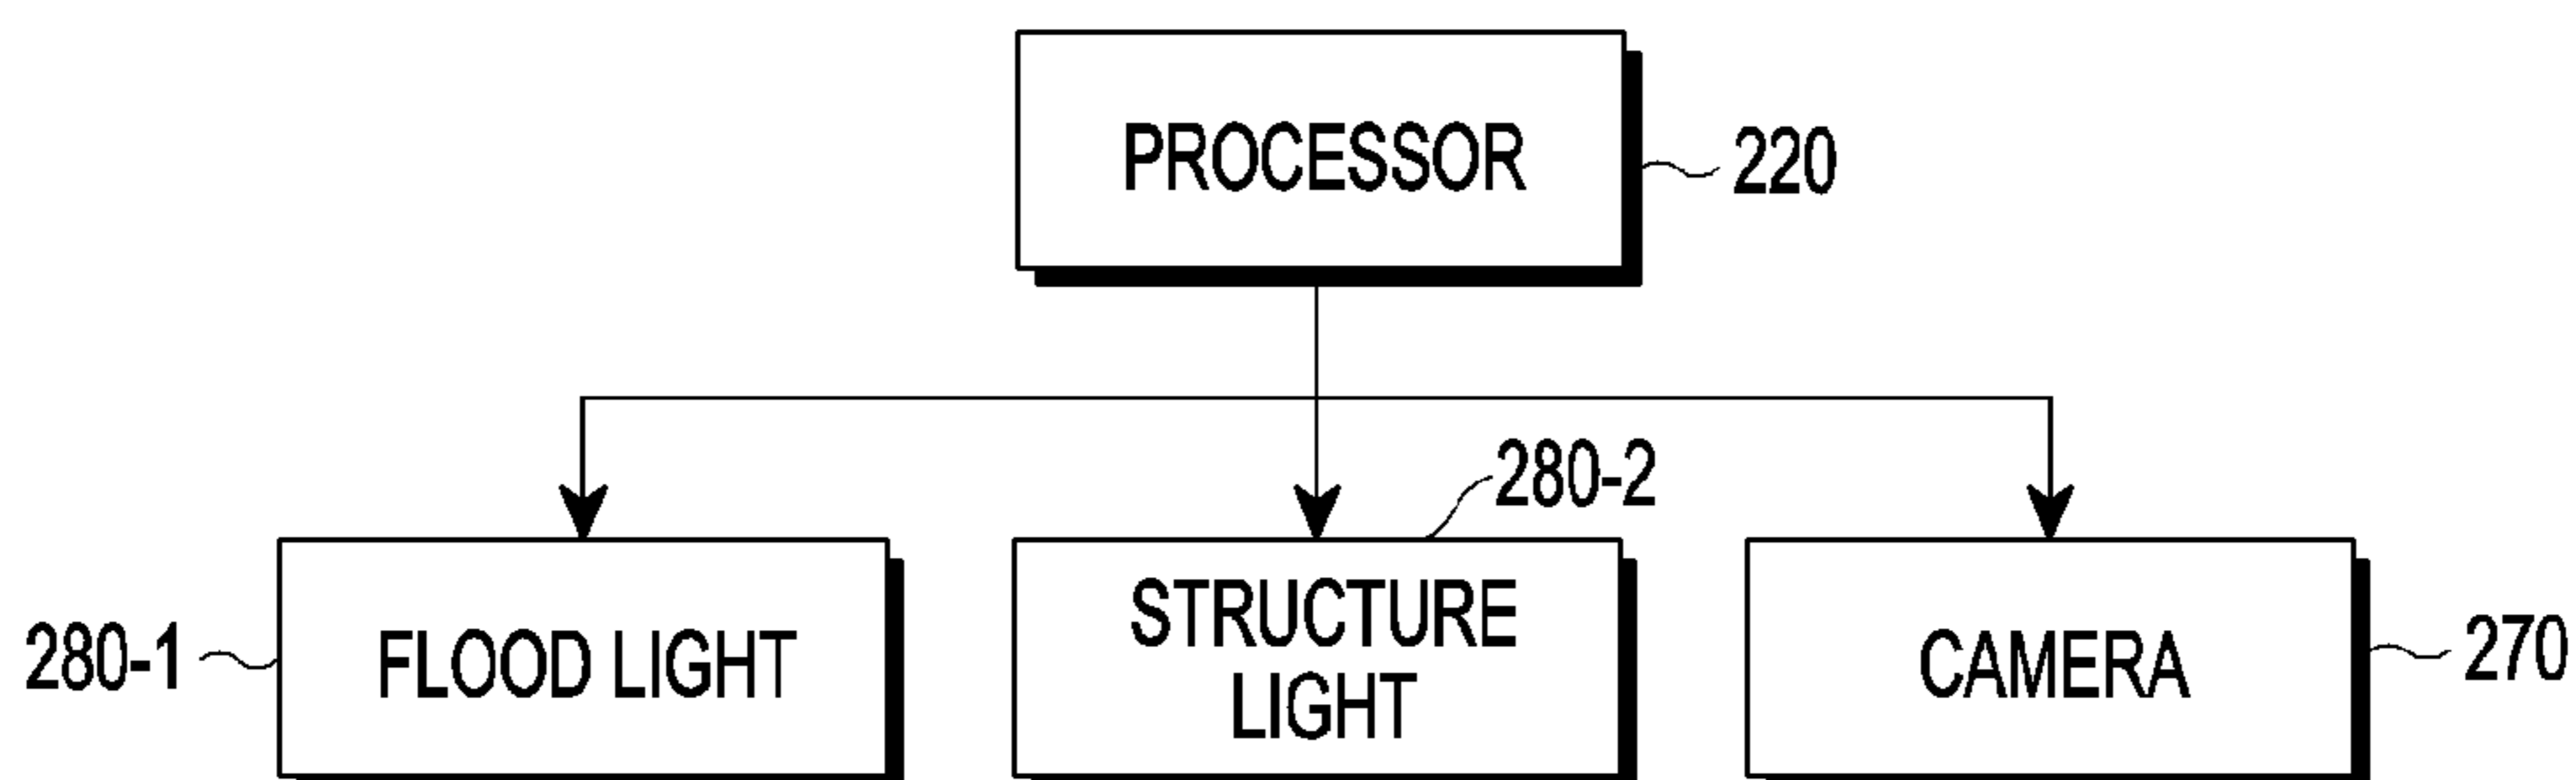 PROCESSOR
220
280-2
280-1
FLOOD LIGHT
STRUCTURE
LIGHT
CAMERA
270